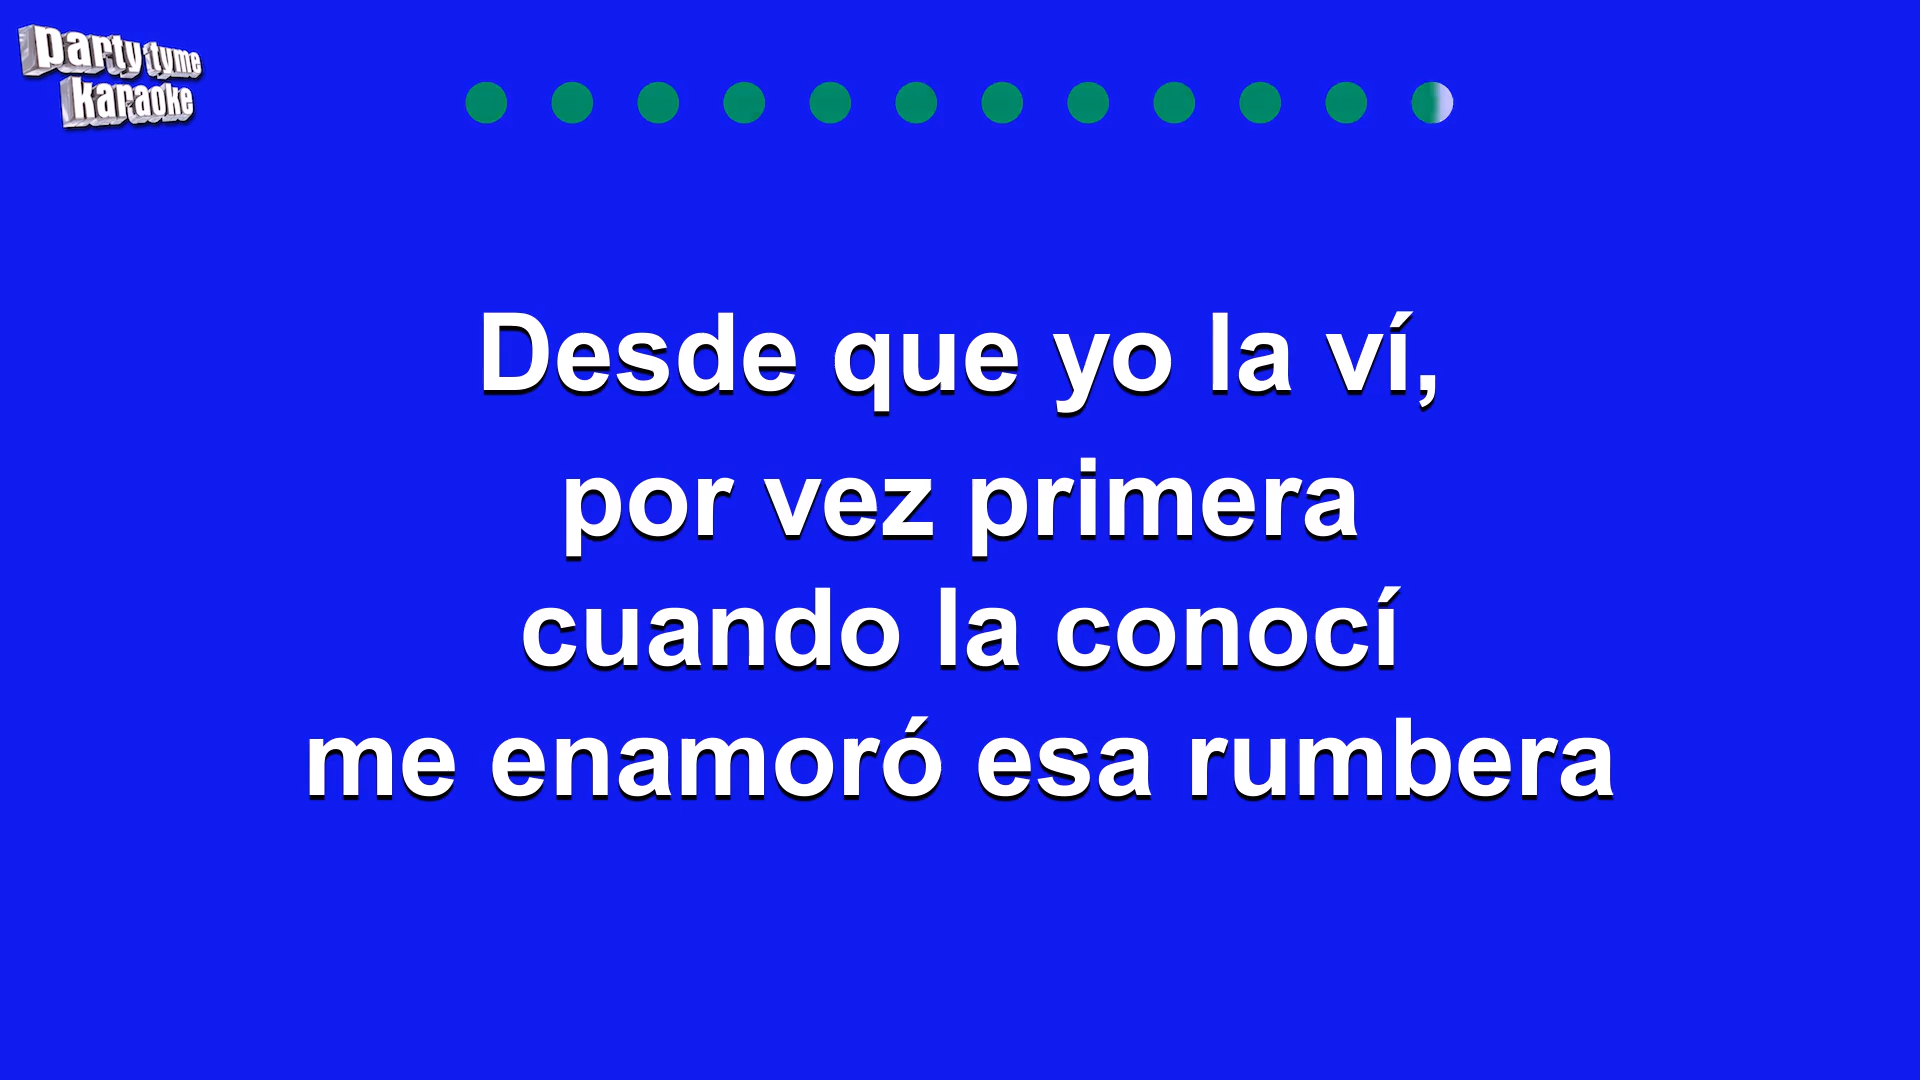 party tyme
karaoke
Desde que yo la ví,
por vez primera
cuando la conocí
me enamoró esa rumbera